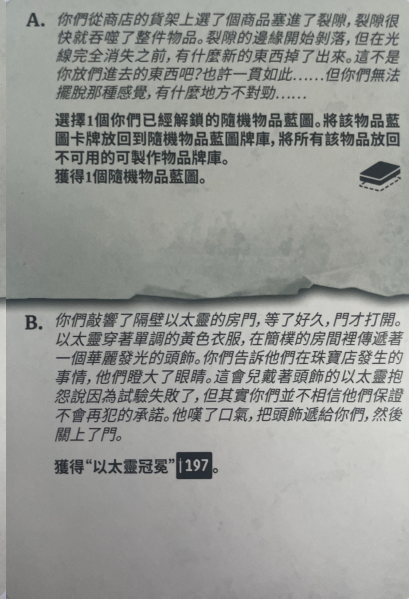 A. 你們從商店的貨架上選了個商品塞進了裂隙，裂隙很
快就吞噬了整件物品。裂隙的邊緣開始剝落，但在光
線完全消失之前，有什麼新的東西掉了出來。這不是
你放們進去的東西吧？也許一貫如此……但你們無法
擺脫那種感覺，有什麼地方不對勁……
選擇1個你們已經解鎖的隨機物品藍圖。將該物品藍
圖卡牌放回到隨機物品藍圖牌庫，將所有該物品放回
不可用的可製作物品牌庫。
獲得1個隨機物品藍圖。
B. 你們敲響了隔壁以太靈的房門，等了好久，門才打開。
以太靈穿著單調的黃色衣服，在簡樸的房間裡傳遞著
一個華麗發光的頭飾。你們告訴他們在珠寶店發生的
事情，他們瞪大了眼睛。這會兒戴著頭飾的以太靈抱
怨說因為試驗失敗了，但其實你們並不相信他們保證
不會再犯的承諾。他嘆了口氣，把頭飾遞給你們，然後
關上了門。
獲得“以太靈冠冕” 197。